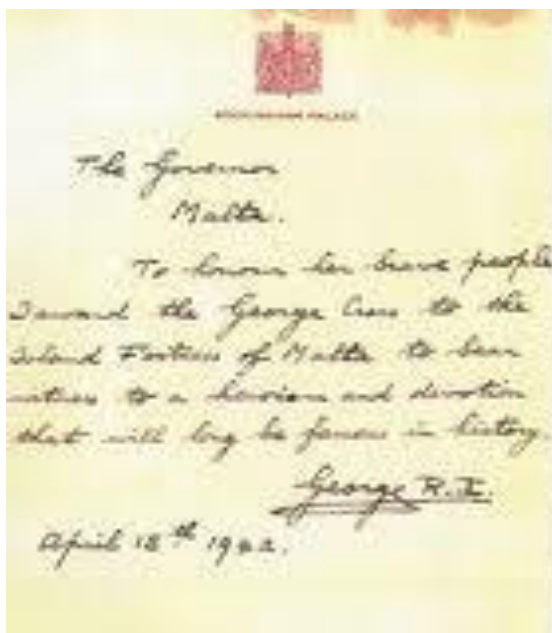 BUCKINGHAM PALACE
The Governor
Malta.
To honour her brave people
I award the George Cross to the
Island Fortress of Malta to bear
witness to a heroism and devotion
that will long be famous in history.
George R.I.
April 15th 1942.